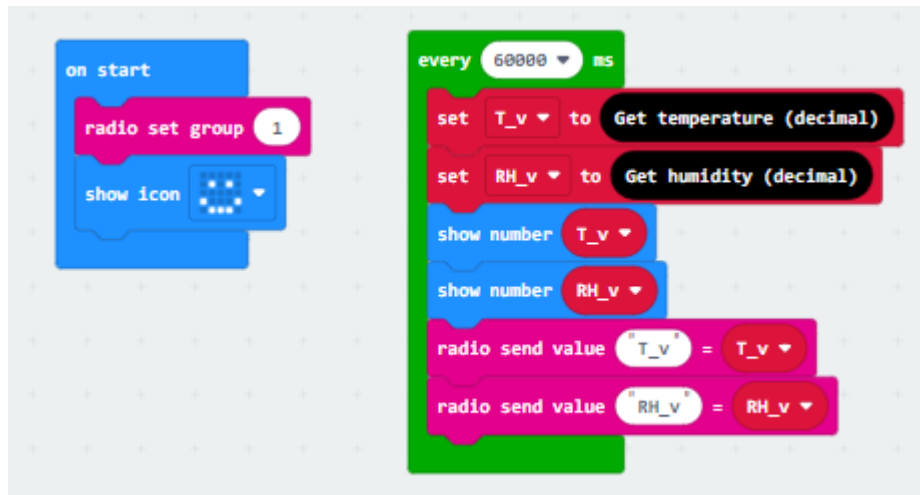 on start
radio set group 1
show icon
every 60000 ms
set T_v to Get temperature (decimal)
set RH_v to Get humidity (decimal)
show number T_v
show number RH_v
radio send value "T_v" = T_v
radio send value "RH_v" = RH_v